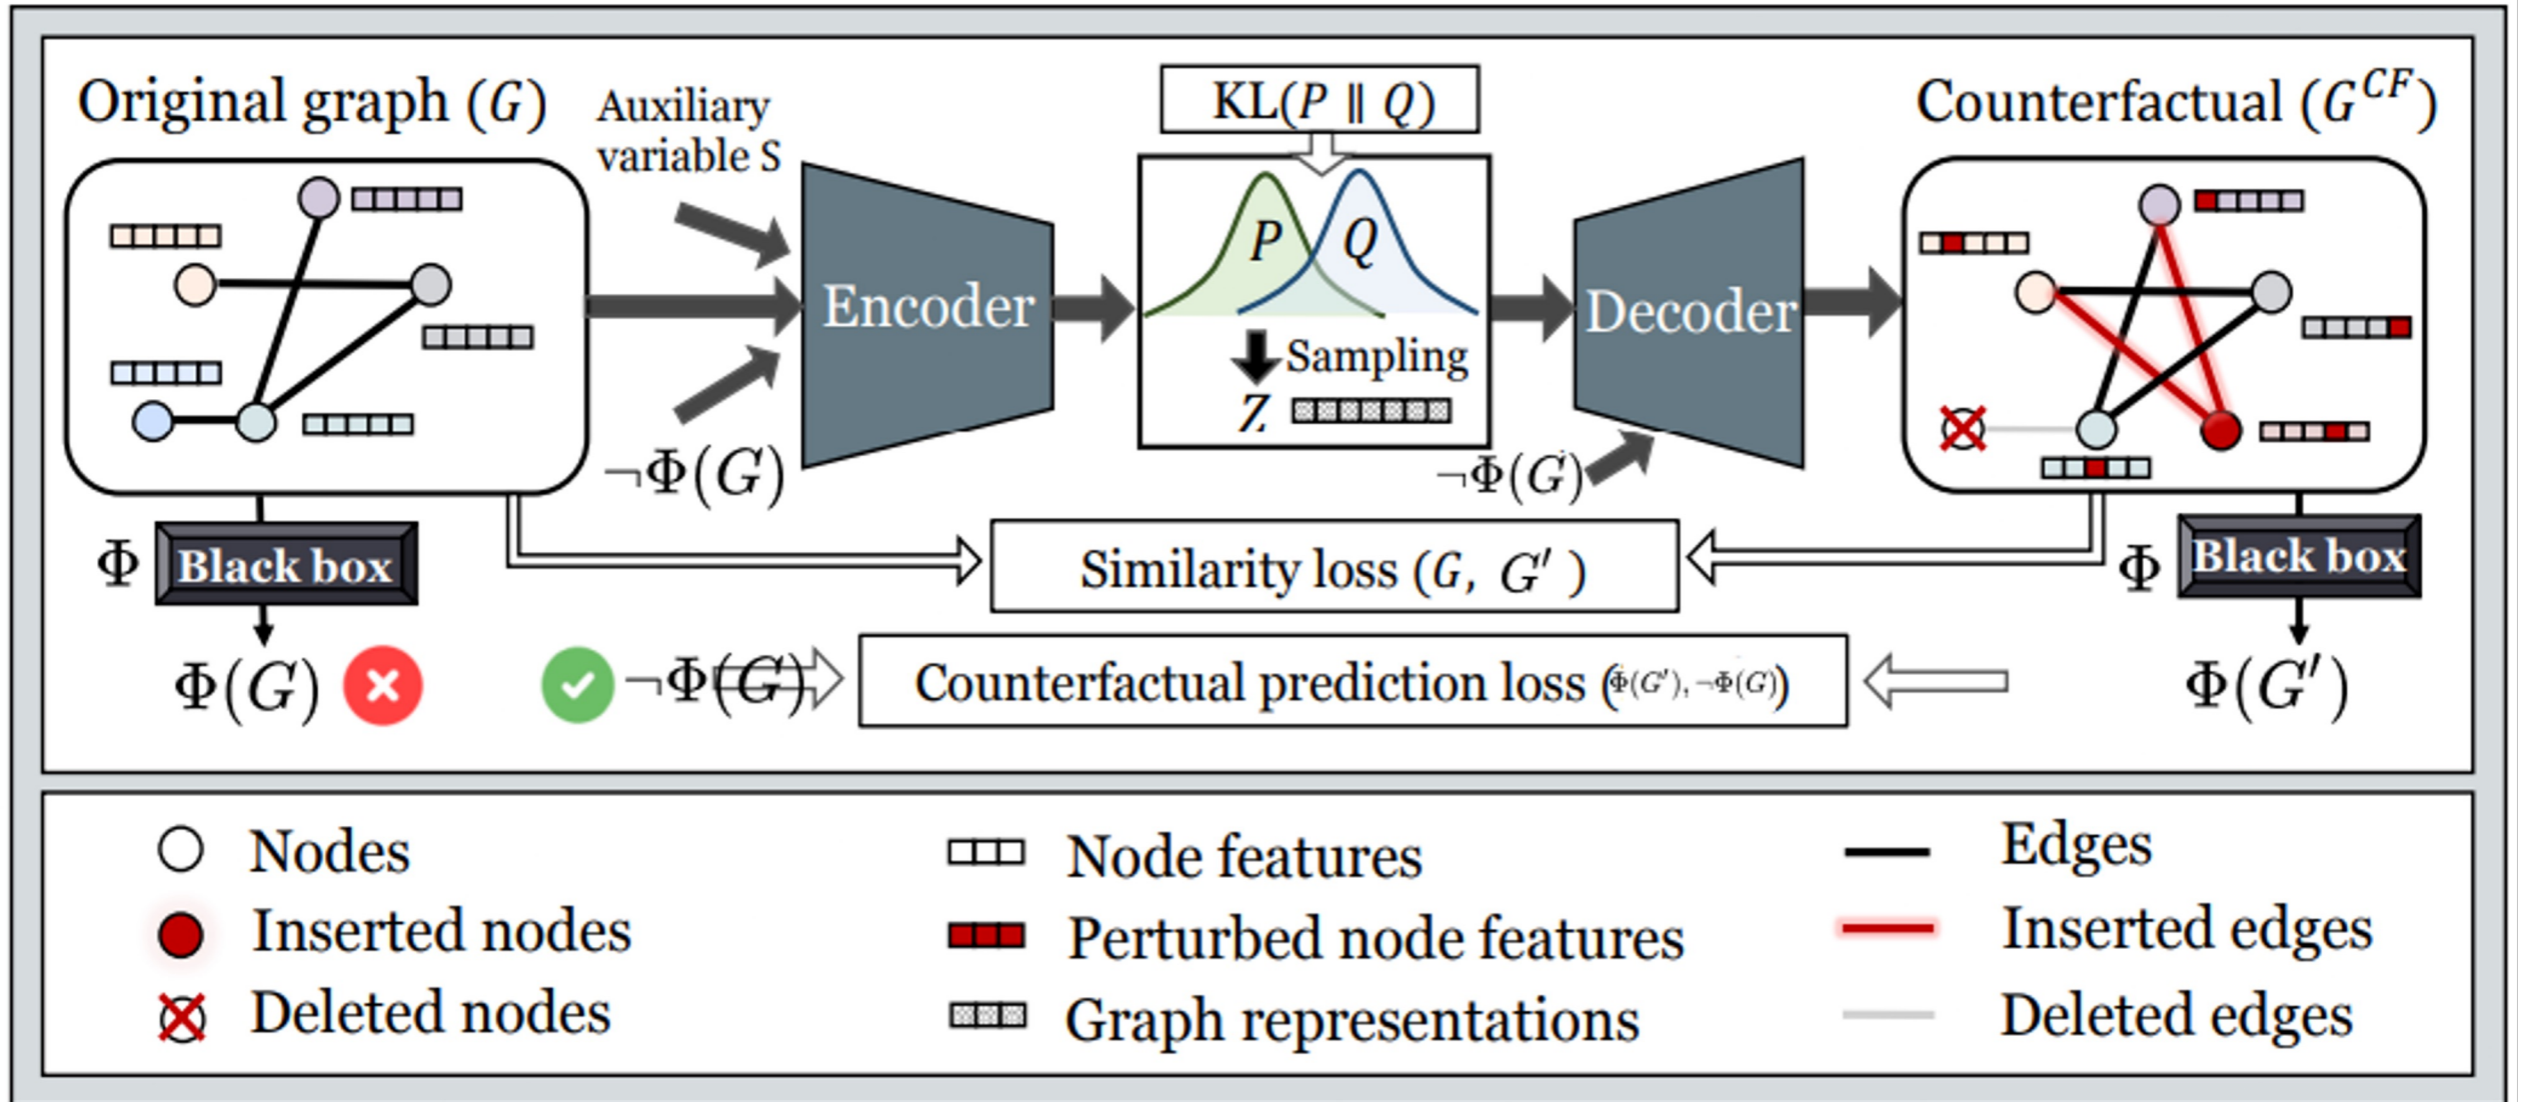 Original graph (G)
Auxiliary
variable S
KL(P ∥ Q)
Counterfactual (G^{CF})
P
Q
Encoder
Decoder
Sampling
Z
¬Φ(G)
¬Φ(G)
Φ
Black box
Similarity loss (G, G′ )
Φ
Black box
Φ(G)
¬Φ(G)
Counterfactual prediction loss (Φ(G′), ¬Φ(G))
Φ(G′)
Nodes
Node features
Edges
Inserted nodes
Perturbed node features
Inserted edges
Deleted nodes
Graph representations
Deleted edges